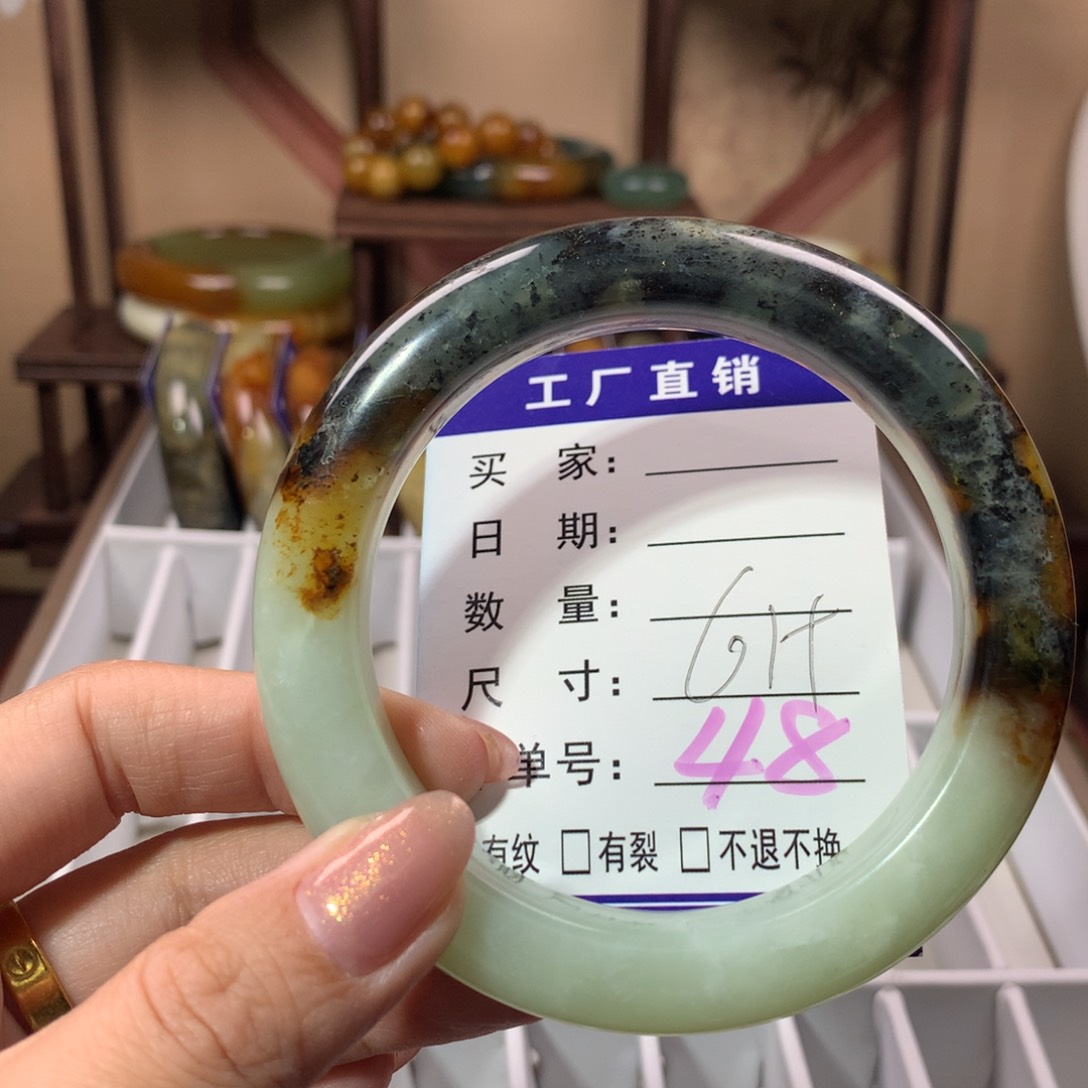 工厂直销
买 家：
日 期：
数 量：
尺 寸：
单号：48
有纹 □有裂 □不退不换